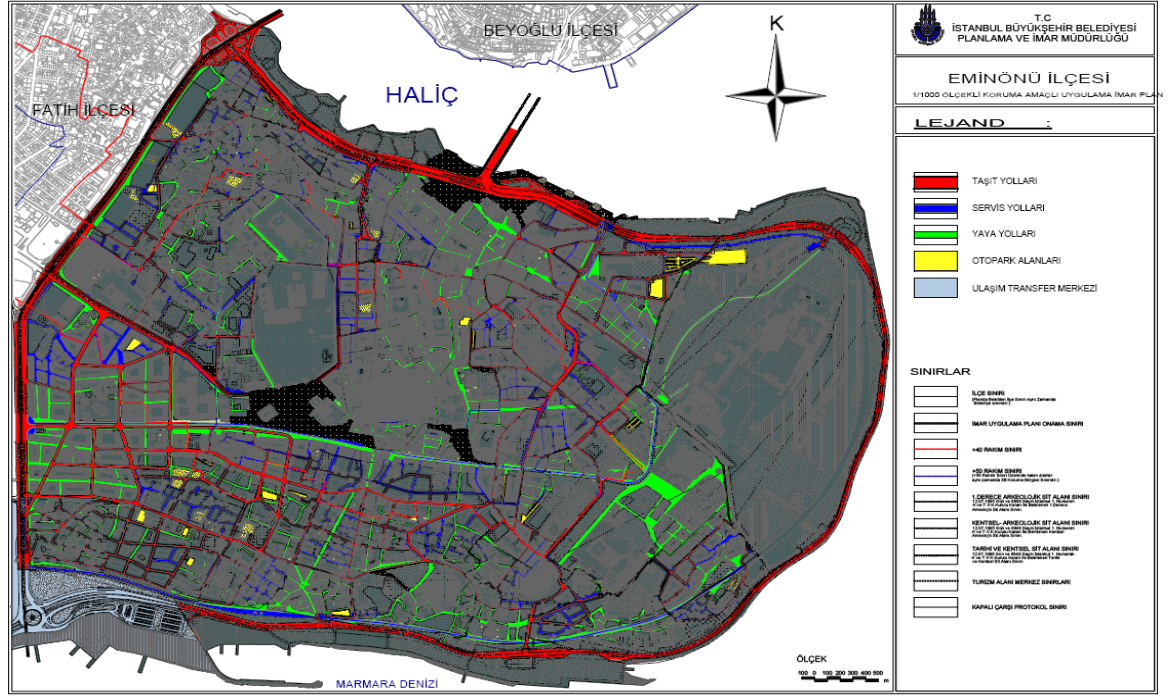 BEYOĞLU İLÇESİ
FATİH İLÇESİ
HALİÇ
K
MARMARA DENİZİ
ÖLÇEK
100 0 100 200 300 400 500
m
T.C
İSTANBUL BÜYÜKŞEHİR BELEDİYESİ
PLANLAMA VE İMAR MÜDÜRLÜĞÜ
EMİNÖNÜ İLÇESİ
1/1000 ÖLÇEKLİ KORUMA AMAÇLI UYGULAMA İMAR PLAN
LEJAND :
TAŞIT YOLLARI
SERVİS YOLLARI
YAYA YOLLARI
OTOPARK ALANLARI
ULAŞIM TRANSFER MERKEZİ
SINIRLAR
İLÇE SINIRI
İMAR UYGULAMA PLANI ONAMA SINIRI
+40 RAKIM SINIRI
+50 RAKIM SINIRI
1.DERECE ARKEOLOJİK SİT ALANI SINIRI
KENTSEL- ARKEOLOJİK SİT ALANI SINIRI
TARİHİ VE KENTSEL SİT ALANI SINIRI
TURİZM ALANI MERKEZ SINIRLARI
KAPALI ÇARŞI PROTOKOL SINIRI